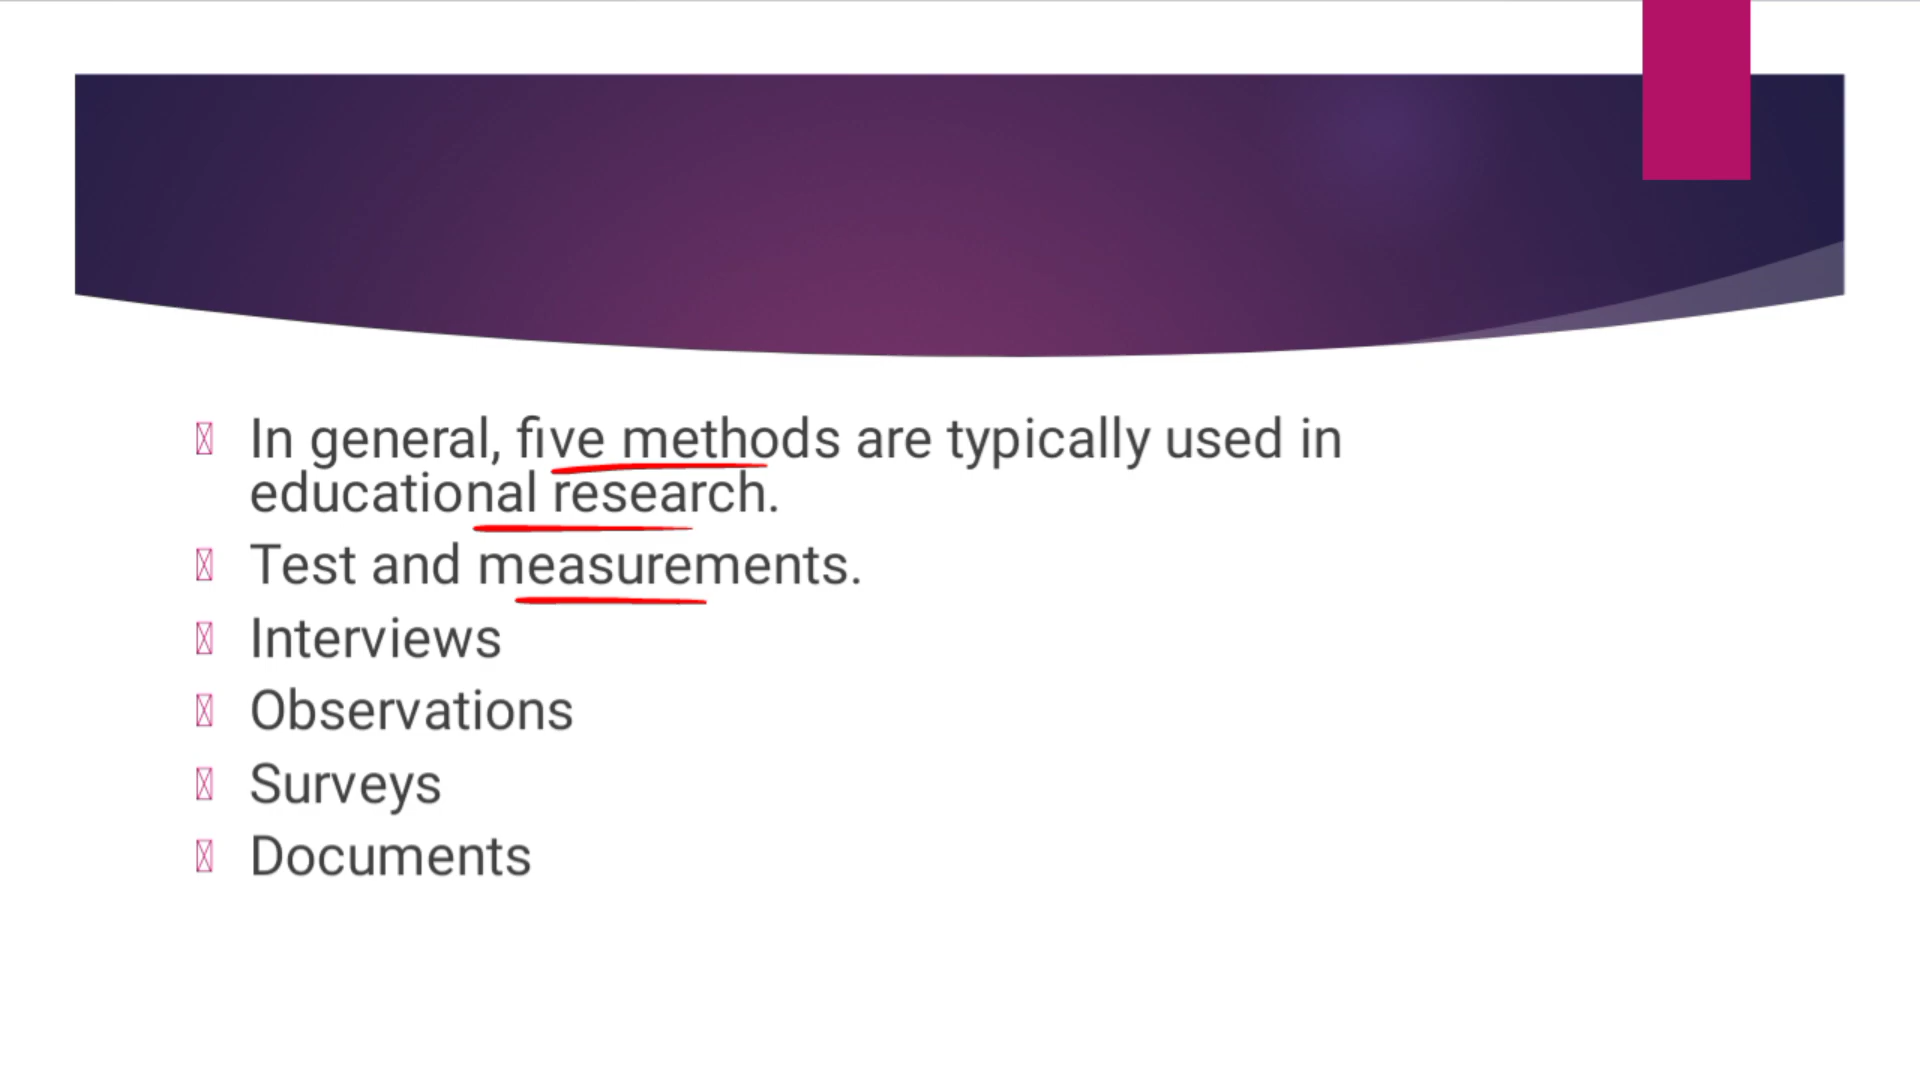 In general, five methods are typically used in
educational research.
Test and measurements.
Interviews
Observations
Surveys
Documents